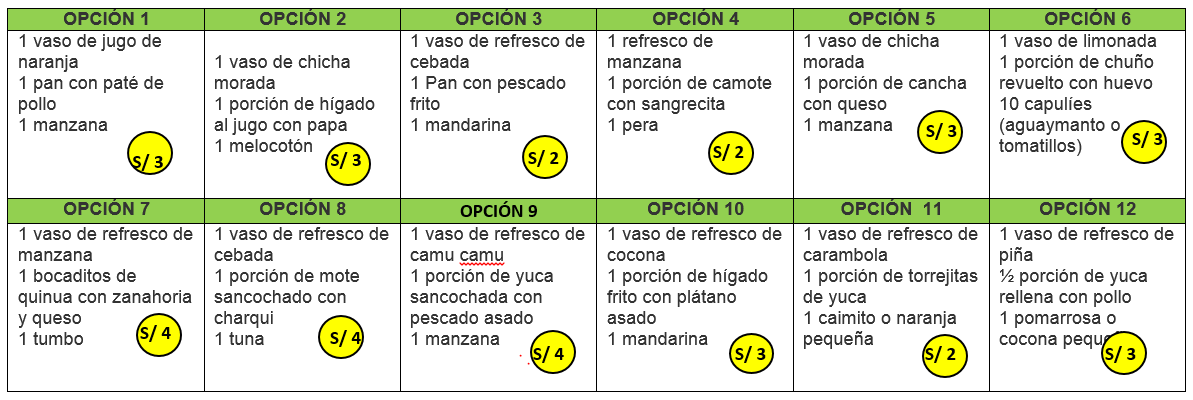 OPCIÓN 1
1 vaso de jugo de
naranja
1 pan con paté de
pollo
1 manzana
S/ 3
OPCIÓN 2
1 vaso de chicha
morada
1 porción de hígado
al jugo con papa
1 melocotón
S/ 3
OPCIÓN 3
1 vaso de refresco de
cebada
1 Pan con pescado
frito
1 mandarina
S/ 2
OPCIÓN 4
1 refresco de
manzana
1 porción de camote
con sangrecita
1 pera
S/ 2
OPCIÓN 5
1 vaso de chicha
morada
1 porción de cancha
con queso
1 manzana
S/ 3
OPCIÓN 6
1 vaso de limonada
1 porción de chuño
revuelto con huevo
10 capulíes
(aguaymanto o
tomatillos)
S/ 3
OPCIÓN 7
1 vaso de refresco de
manzana
1 bocaditos de
quinua con zanahoria
y queso
1 tumbo
S/ 4
OPCIÓN 8
1 vaso de refresco de
cebada
1 porción de mote
sancochado con
charqui
1 tuna
S/ 4
OPCIÓN 9
1 vaso de refresco de
camu camu
1 porción de yuca
sancochada con
pescado asado
1 manzana
S/ 4
OPCIÓN 10
1 vaso de refresco de
cocona
1 porción de hígado
frito con plátano
asado
1 mandarina
S/ 3
OPCIÓN 11
1 vaso de refresco de
carambola
1 porción de torrejitas
de yuca
1 caimito o naranja
pequeña
S/ 2
OPCIÓN 12
1 vaso de refresco de
piña
½ porción de yuca
rellena con pollo
1 pomarrosa o
cocona
S/ 3